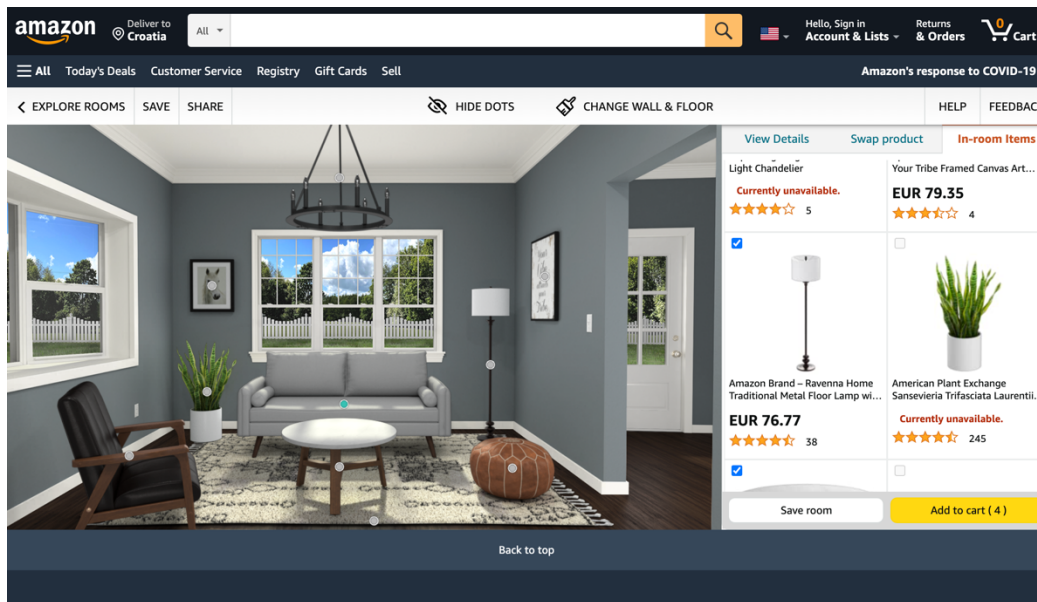 amazon
Deliver to
Croatia
All
Hello, Sign in
Account & Lists
Returns
& Orders
0
Cart
All Today's Deals Customer Service Registry Gift Cards Sell
Amazon's response to COVID-19
EXPLORE ROOMS SAVE SHARE
HIDE DOTS
CHANGE WALL & FLOOR
HELP FEEDBAC
View Details Swap product In-room Items
Light Chandelier
Currently unavailable.
5
Your Tribe Framed Canvas Art...
EUR 79.35
4
Amazon Brand – Ravenna Home
Traditional Metal Floor Lamp wi...
EUR 76.77
38
American Plant Exchange
Sansevieria Trifasciata Laurentii.
Currently unavailable.
245
Save room
Add to cart ( 4 )
Back to top